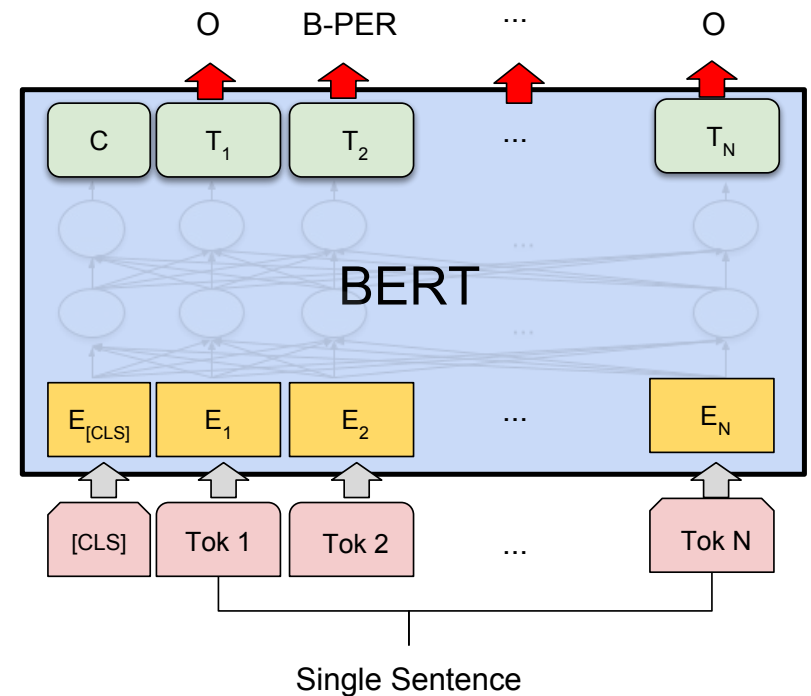 O B-PER ... O
C T1 T2 ... TN
...
BERT
...
E[CLS] E1 E2 ... EN
[CLS] Tok 1 Tok 2 ... Tok N
Single Sentence